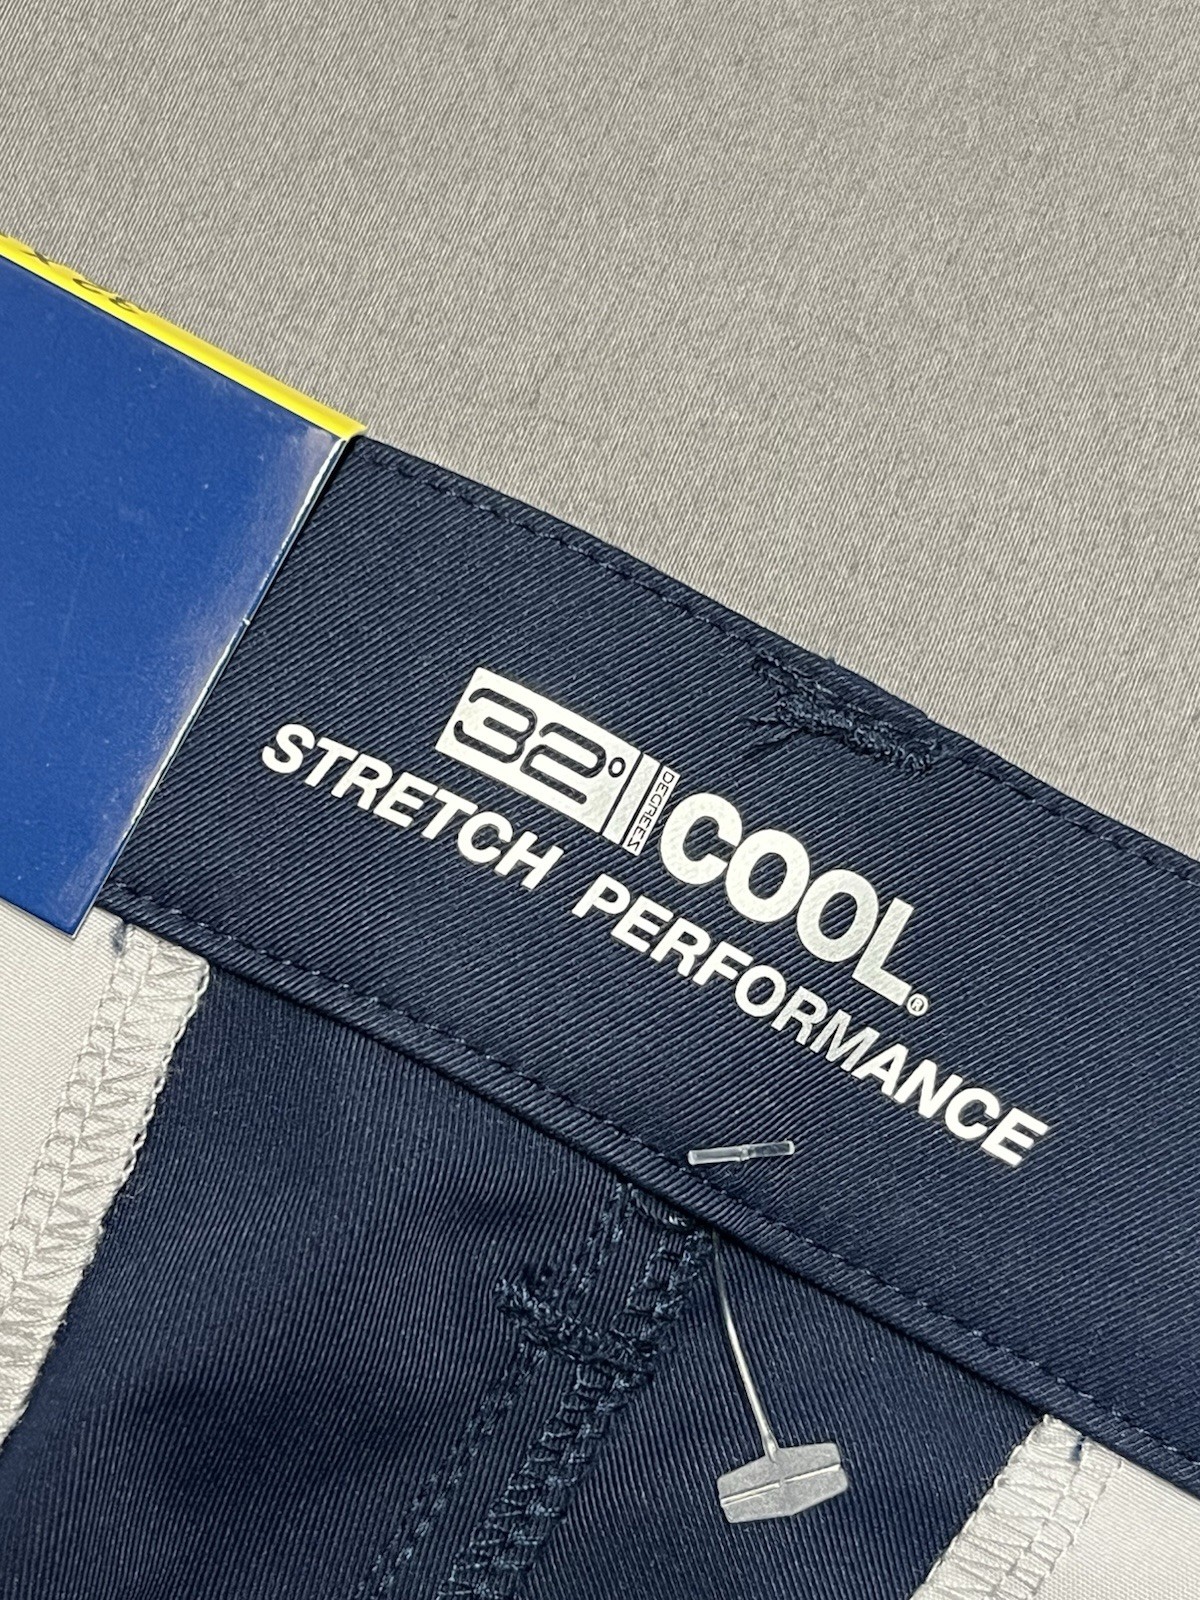 32° DEGREES COOL®
STRETCH PERFORMANCE